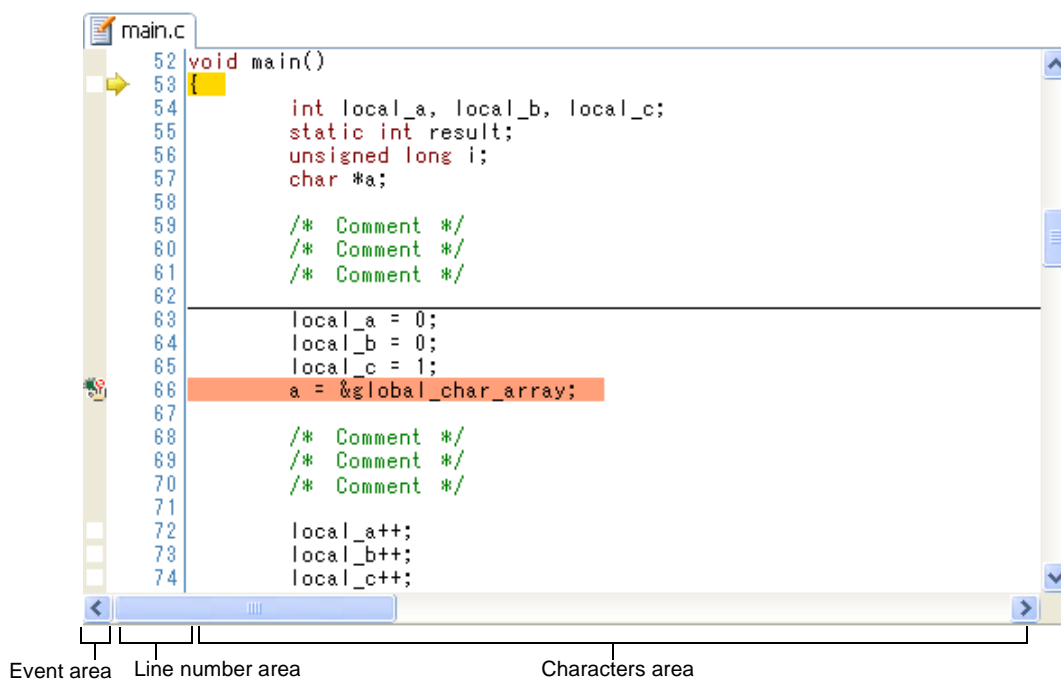 main.c
52 void main()
53 {
54 int local_a, local_b, local_c;
55 static int result;
56 unsigned long i;
57 char *a;
58
59 /* Comment */
60 /* Comment */
61 /* Comment */
62
63 local_a = 0;
64 local_b = 0;
65 local_c = 1;
66 a = &global_char_array;
67
68 /* Comment */
69 /* Comment */
70 /* Comment */
71
72 local_a++;
73 local_b++;
74 local_c++;
Event area Line number area Characters area